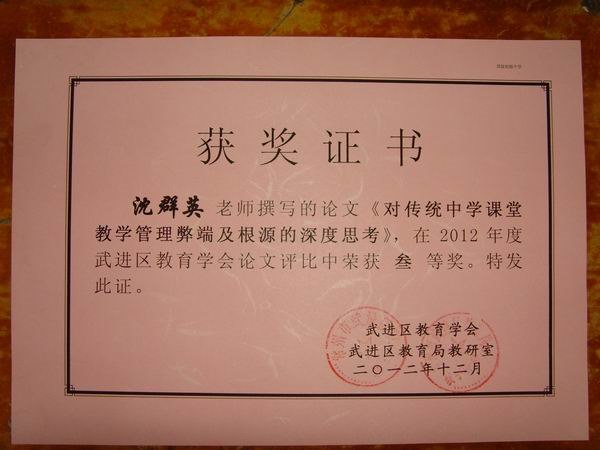 获奖证书
沈群英 老师撰写的论文《对传统中学课堂
教学管理弊端及根源的深度思考》，在 2012 年度
武进区教育学会论文评比中荣获 叁 等奖。特发
此证。
武进区教育学会
武进区教育局教研室
二〇一二年十二月